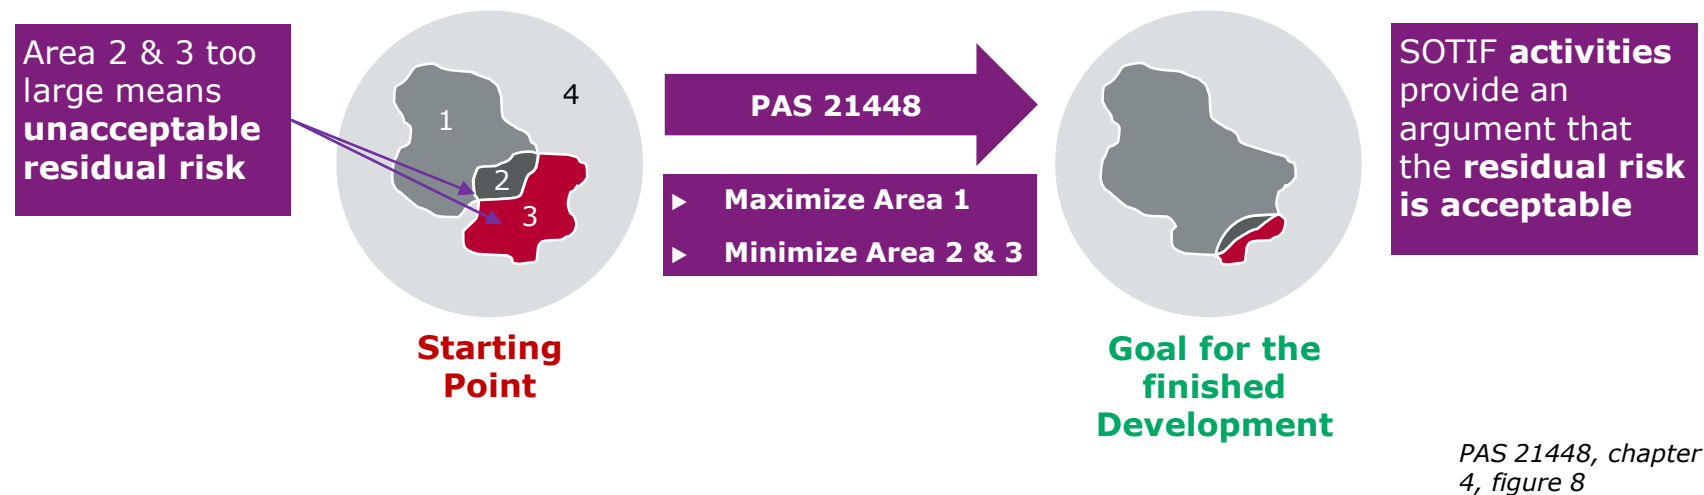 Area 2 & 3 too
large means
unacceptable
residual risk
1
2
3
4
Starting
Point
PAS 21448
► Maximize Area 1
► Minimize Area 2 & 3
Goal for the
finished
Development
SOTIF activities
provide an
argument that
the residual risk
is acceptable
PAS 21448, chapter
4, figure 8